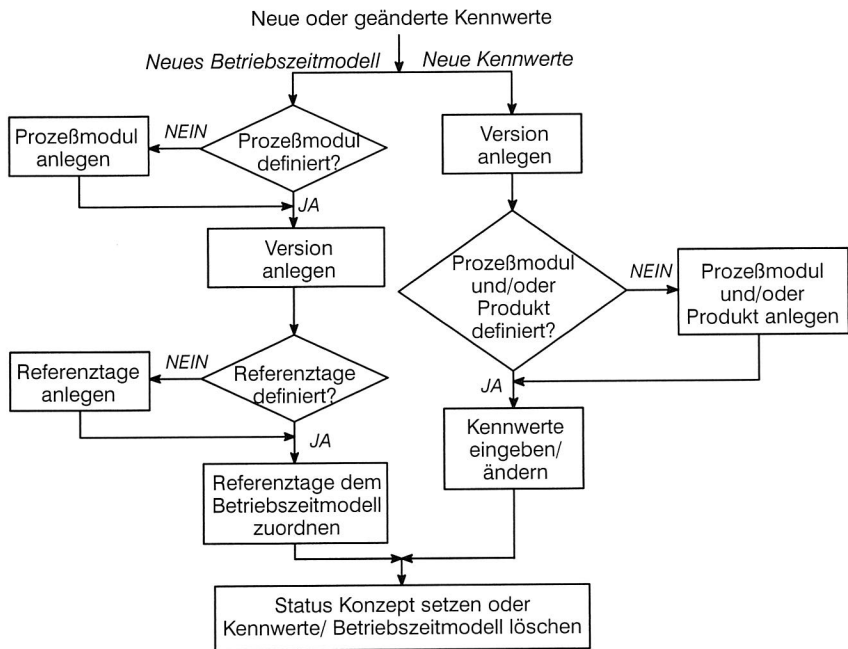 Neue oder geänderte Kennwerte
Neues Betriebszeitmodell
Neue Kennwerte
Prozeßmodul
anlegen
NEIN
Prozeßmodul
definiert?
JA
Version
anlegen
Referenztage
anlegen
NEIN
Referenztage
definiert?
JA
Referenztage dem
Betriebszeitmodell
zuordnen
Version
anlegen
Prozeßmodul
und/oder
Produkt
definiert?
NEIN
Prozeßmodul
und/oder
Produkt anlegen
JA
Kennwerte
eingeben/
ändern
Status Konzept setzen oder
Kennwerte/ Betriebszeitmodell löschen